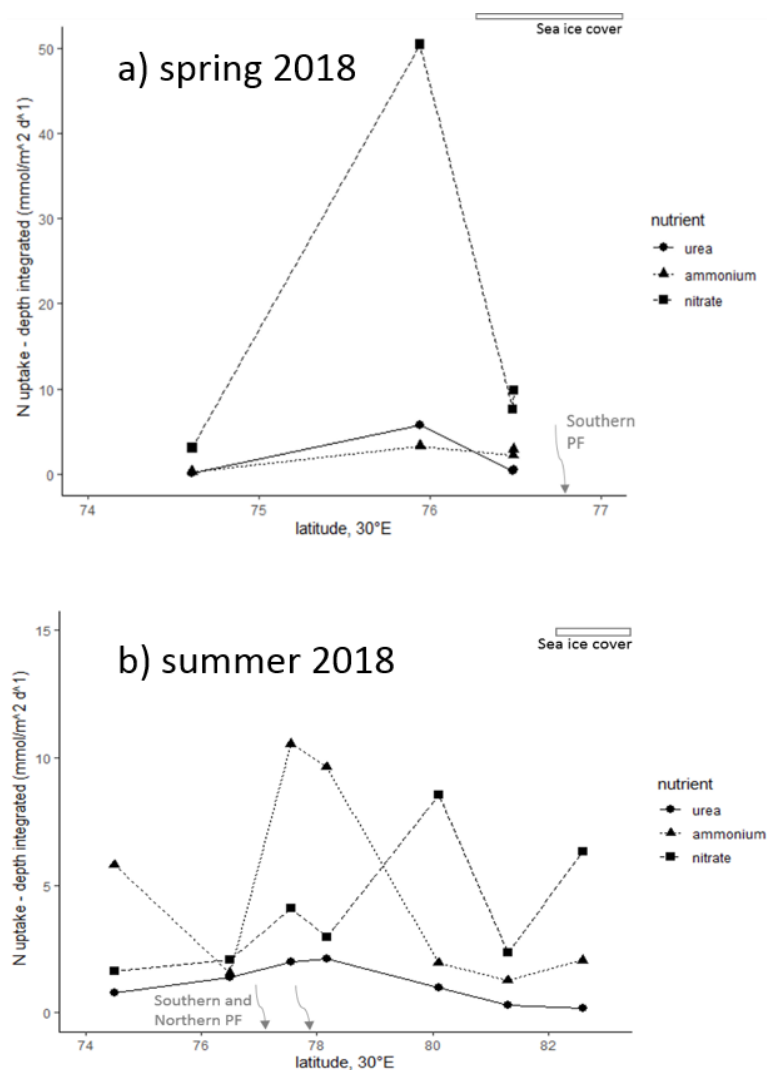 Sea ice cover
a) spring 2018
N uptake - depth integrated (mmol/m^2 d^1)
50
40
30
20
10
0
nutrient
urea
ammonium
nitrate
Southern
PF
74
75
76
77
latitude, 30°E
Sea ice cover
b) summer 2018
N uptake - depth integrated (mmol/m^2 d^1)
15
10
5
0
nutrient
urea
ammonium
nitrate
Southern and
Northern PF
74
76
78
80
82
latitude, 30°E